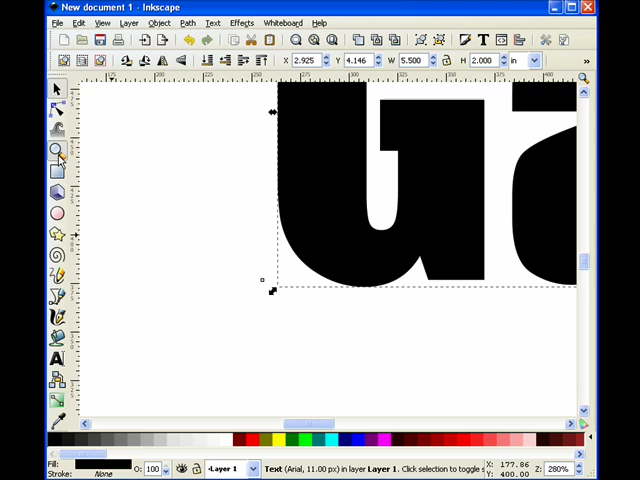 New document 1 - Inkscape
File Edit View Layer Object Path Text Effects Whiteboard Help
X 2.925 Y 4.146 W 5.500 H 2.000 in
ua
Fill: O: 100 Layer 1 Text (Arial, 11.00 px) in layer Layer 1. Click selection to toggle s X: 177.86 Z: 280%
Stroke: None Y: 400.00